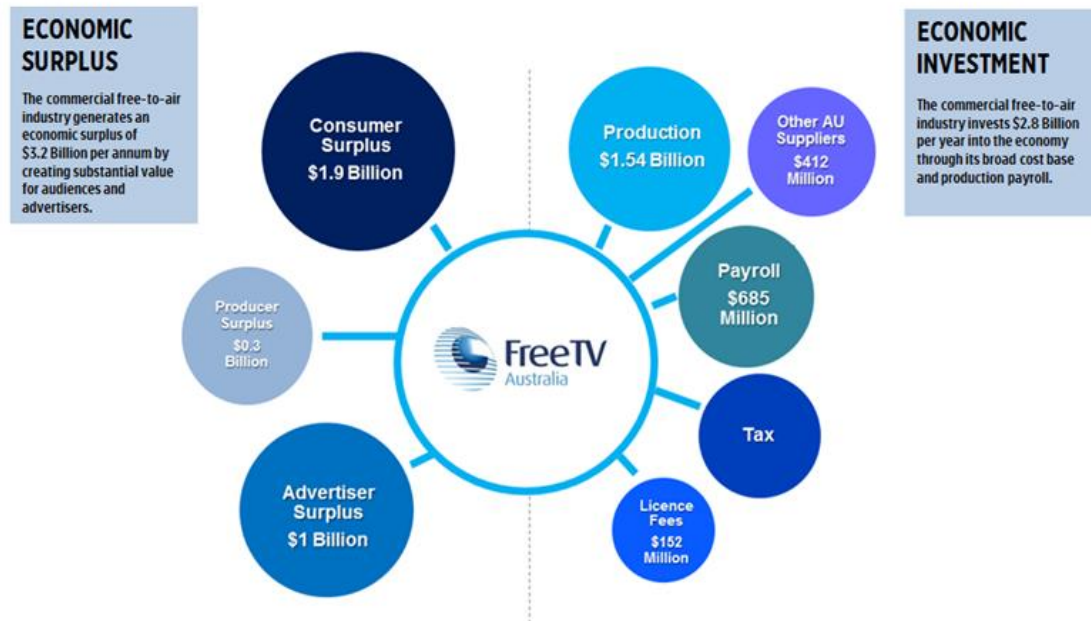 ECONOMIC
SURPLUS
The commercial free-to-air
industry generates an
economic surplus of
$3.2 Billion per annum by
creating substantial value
for audiences and
advertisers.
Consumer
Surplus
$1.9 Billion
Producer
Surplus
$0.3
Billion
Advertiser
Surplus
$1 Billion
FreeTV
Australia
Production
$1.54 Billion
Other AU
Suppliers
$412
Million
Payroll
$685
Million
Tax
Licence
Fees
$152
Million
ECONOMIC
INVESTMENT
The commercial free-to-air
industry invests $2.8 Billion
per year into the economy
through its broad cost base
and production payroll.